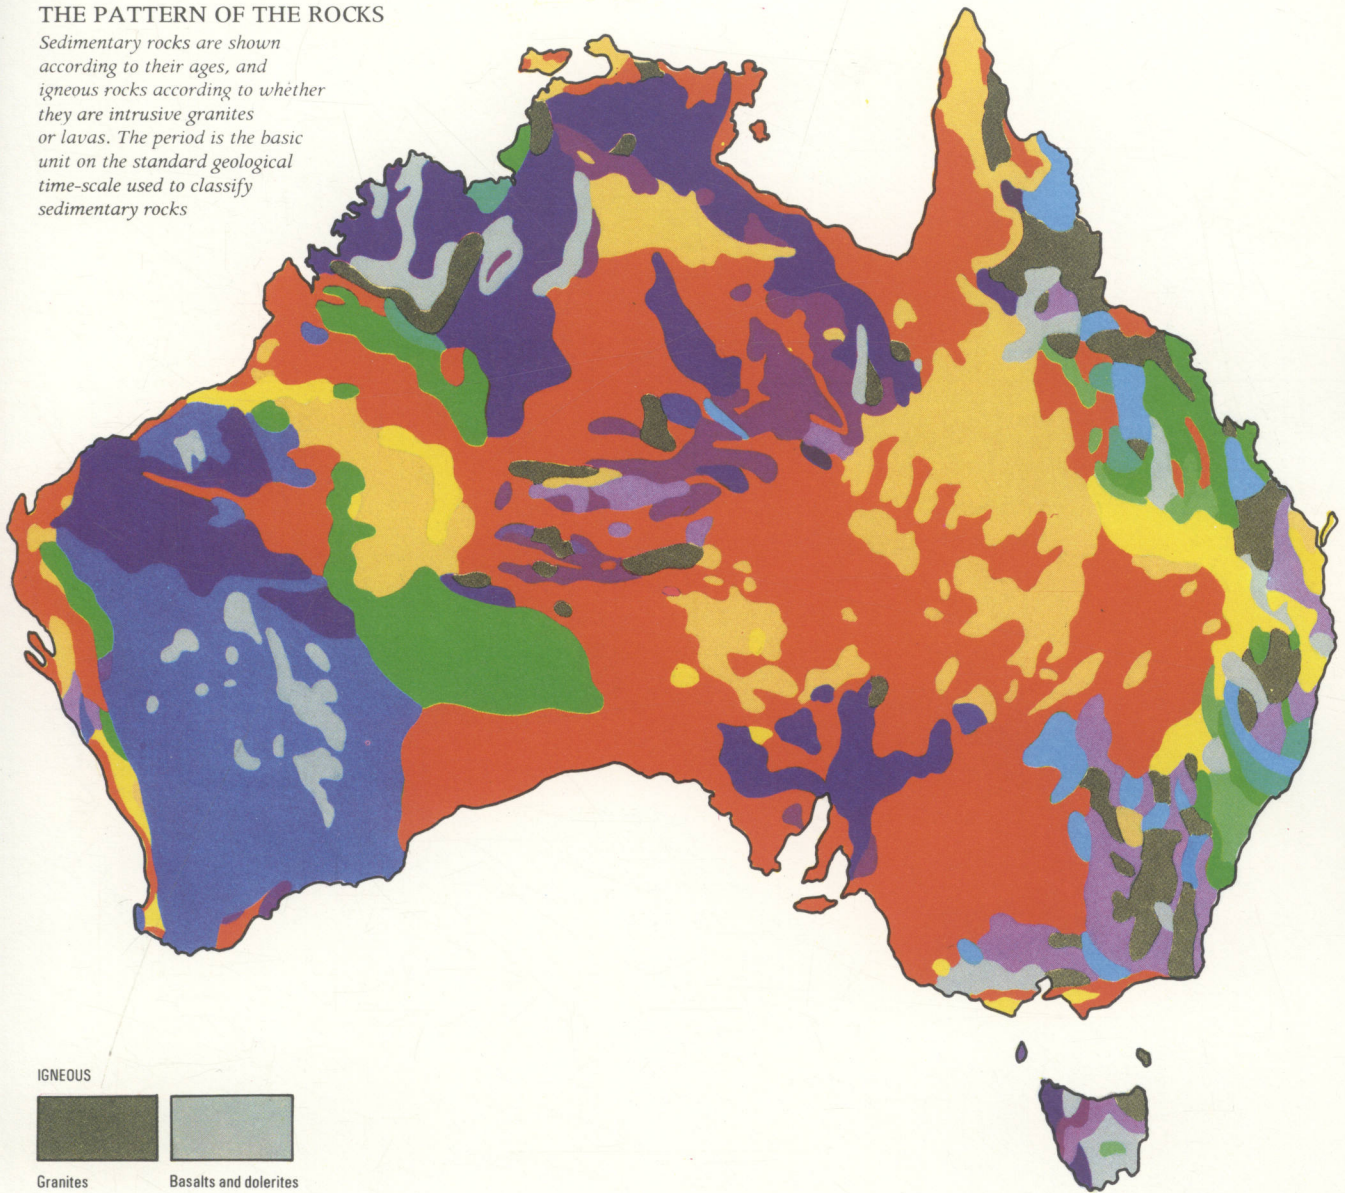 THE PATTERN OF THE ROCKS
Sedimentary rocks are shown
according to their ages, and
igneous rocks according to whether
they are intrusive granites
or lavas. The period is the basic
unit on the standard geological
time-scale used to classify
sedimentary rocks
IGNEOUS
Granites
Basalts and dolerites